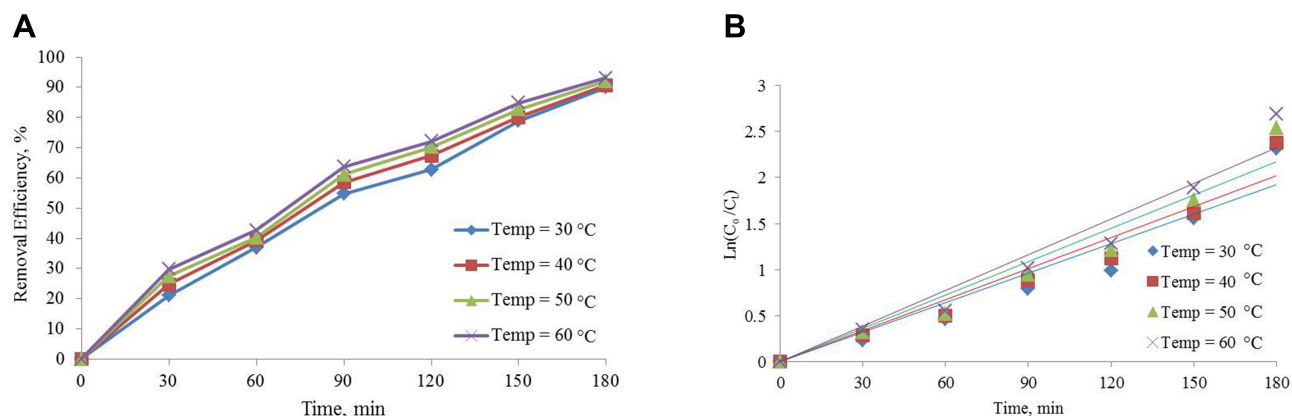 A
100
90
80
70
60
50
40
30
20
10
0
Removal Efficiency, %
0 30 60 90 120 150 180
Time, min
Temp = 30 °C
Temp = 40 °C
Temp = 50 °C
Temp = 60 °C
B
3
2.5
2
1.5
1
0.5
0
Ln(Co /Ct)
0 30 60 90 120 150 180
Time, min
Temp = 30 °C
Temp = 40 °C
Temp = 50 °C
Temp = 60 °C